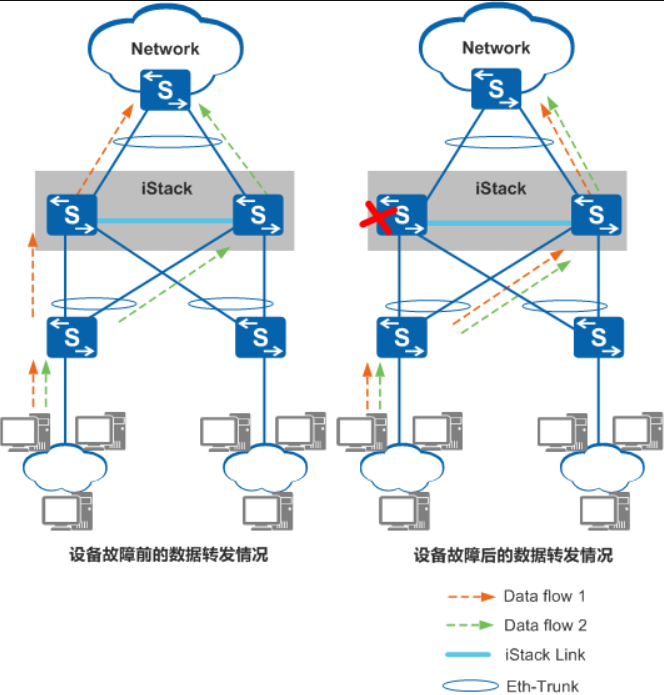 Network
S
iStack
S
S
S
S
设备故障前的数据转发情况
Network
S
iStack
S
S
S
S
设备故障后的数据转发情况
Data flow 1
Data flow 2
iStack Link
Eth-Trunk